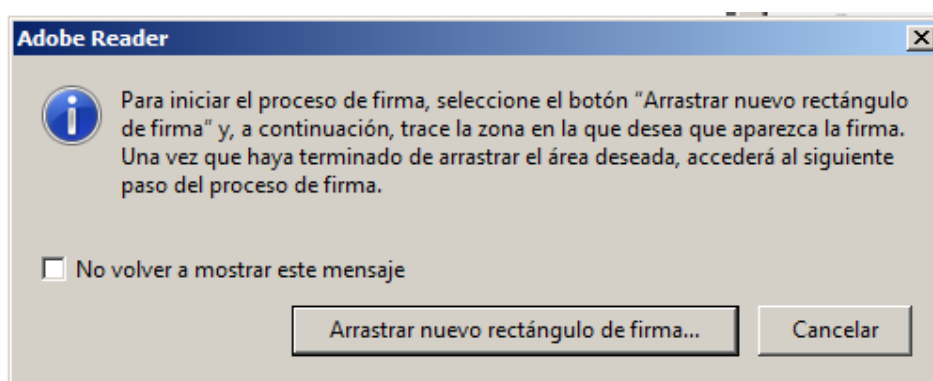 Adobe Reader
Para iniciar el proceso de firma, seleccione el botón “Arrastrar nuevo rectángulo
de firma” y, a continuación, trace la zona en la que desea que aparezca la firma.
Una vez que haya terminado de arrastrar el área deseada, accederá al siguiente
paso del proceso de firma.
No volver a mostrar este mensaje
Arrastrar nuevo rectángulo de firma... Cancelar